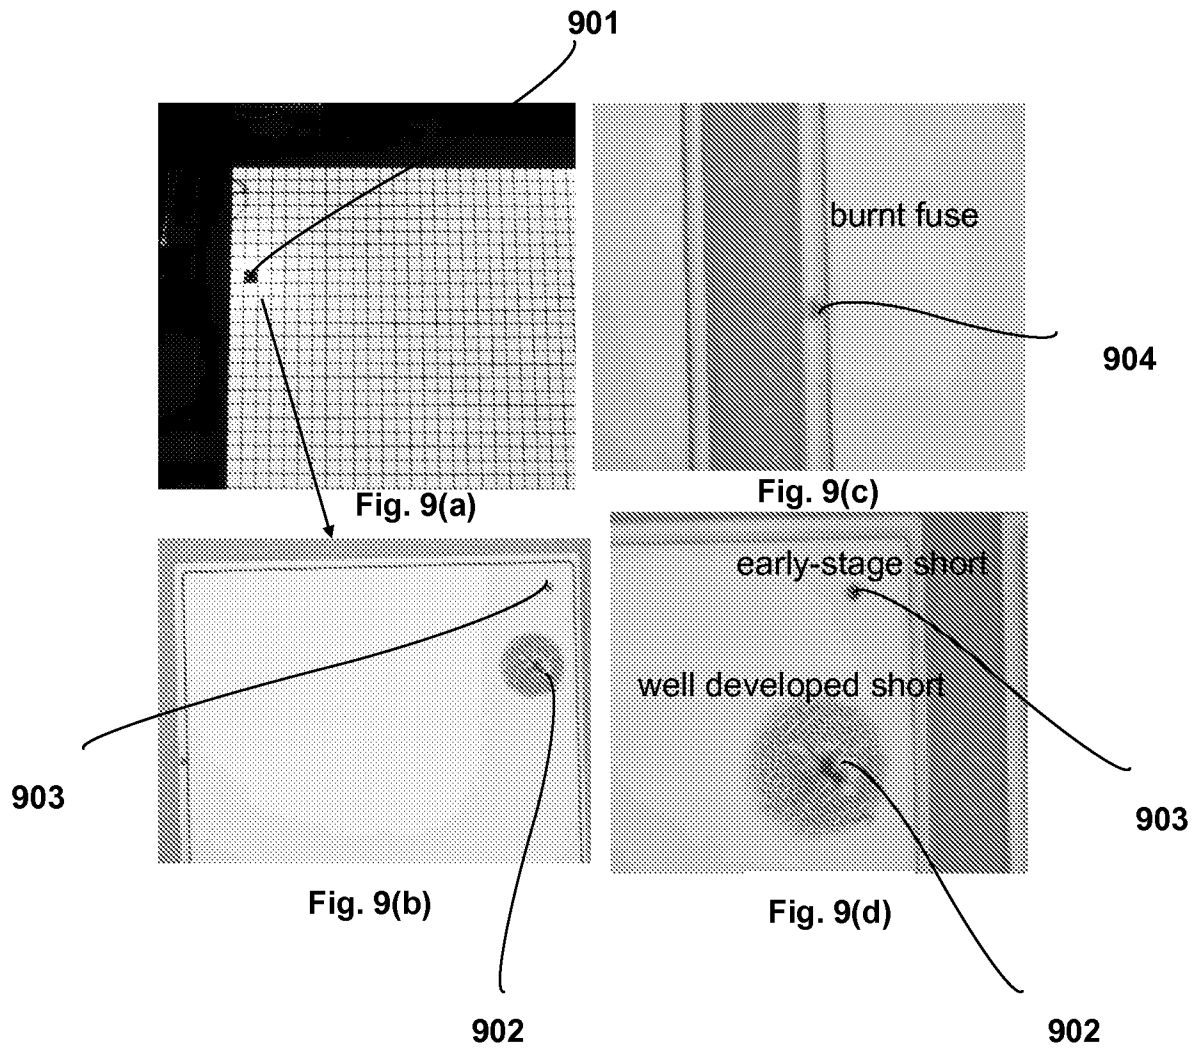 901
burnt fuse
904
Fig. 9(a)
Fig. 9(c)
early-stage short
well developed short
903
903
Fig. 9(b)
Fig. 9(d)
902
902